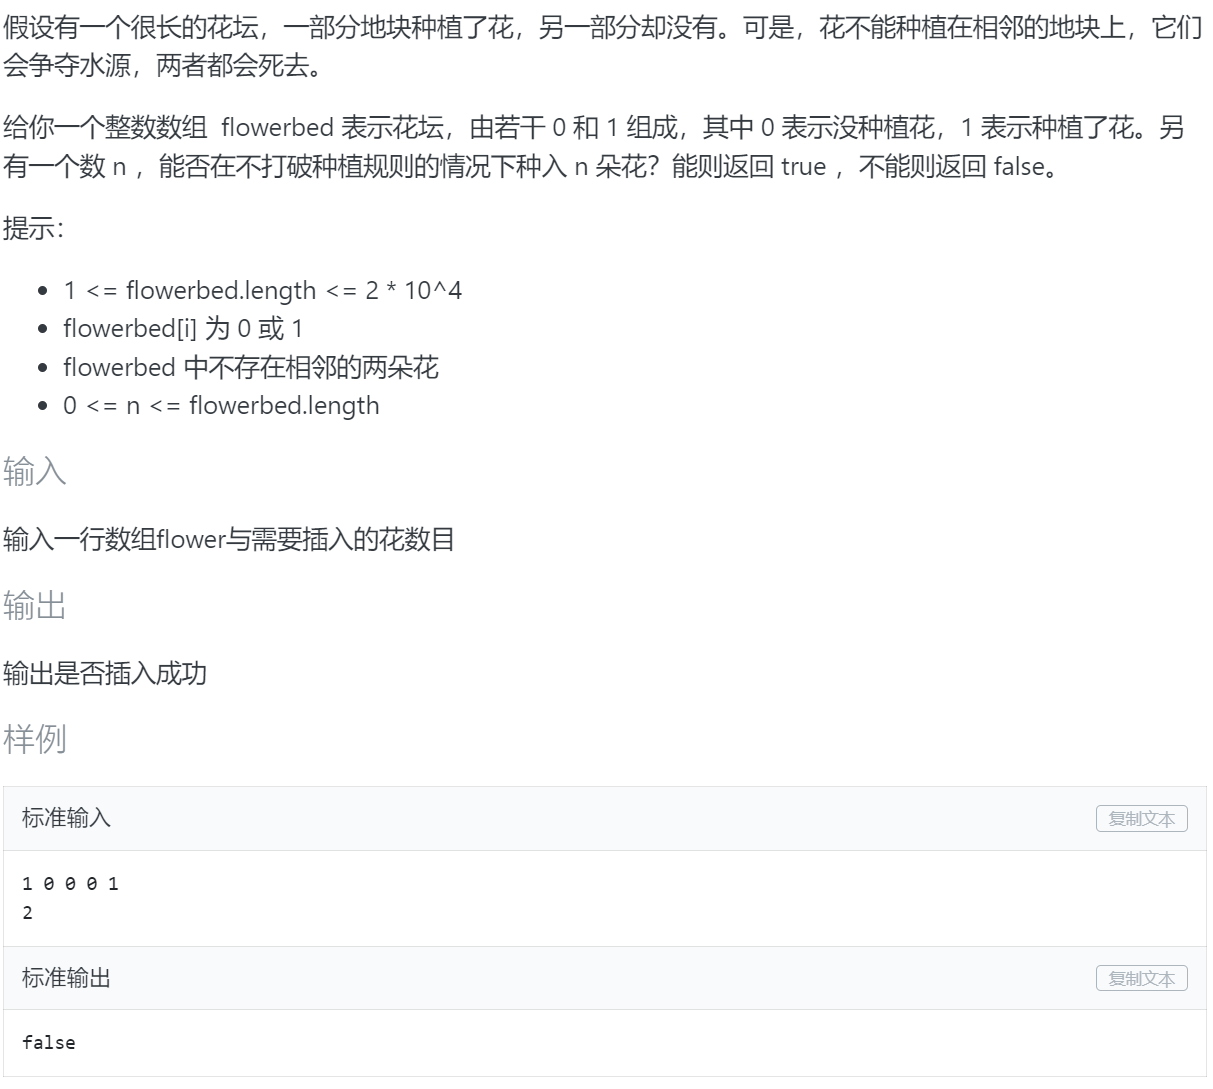 假设有一个很长的花坛，一部分地块种植了花，另一部分却没有。可是，花不能种植在相邻的地块上，它们
会争夺水源，两者都会死去。
给你一个整数数组 flowerbed 表示花坛，由若干 0 和 1 组成，其中 0 表示没种植花，1 表示种植了花。另
有一个数 n ，能否在不打破种植规则的情况下种入 n 朵花？能则返回 true ，不能则返回 false。
提示：
• 1 <= flowerbed.length <= 2 * 10^4
• flowerbed[i] 为 0 或 1
• flowerbed 中不存在相邻的两朵花
• 0 <= n <= flowerbed.length
输入
输入一行数组flower与需要插入的花数目
输出
输出是否插入成功
样例
标准输入
复制文本
1 0 0 0 1
2
标准输出
复制文本
false